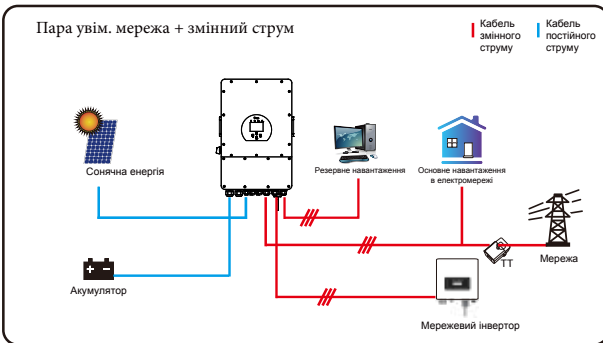 Пара увім. мережа + змінний струм
Кабель
змінного
струму
Кабель
постійного
струму
Сонячна енергія
Резервне навантаження
Основне навантаження
в електромережі
ТТ
Мережа
Акумулятор
Мережевий інвертор